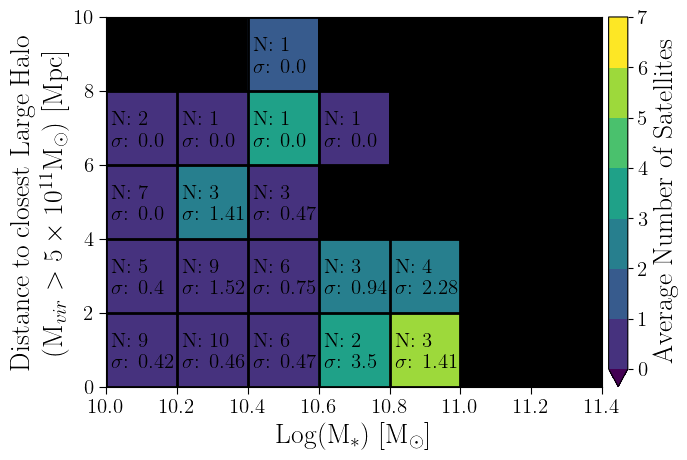 10
8
6
4
2
0
Distance to closest Large Halo
(M_vir > 5 × 10^11 M_⊙) [Mpc]
N: 1
σ: 0.0
N: 2
σ: 0.0
N: 1
σ: 0.0
N: 1
σ: 0.0
N: 1
σ: 0.0
N: 7
σ: 0.0
N: 3
σ: 1.41
N: 3
σ: 0.47
N: 5
σ: 0.4
N: 9
σ: 1.52
N: 6
σ: 0.75
N: 3
σ: 0.94
N: 4
σ: 2.28
N: 9
σ: 0.42
N: 10
σ: 0.46
N: 6
σ: 0.47
N: 2
σ: 3.5
N: 3
σ: 1.41
10.0 10.2 10.4 10.6 10.8 11.0 11.2 11.4
Log(M_*) [M_⊙]
7
6
5
4
3
2
1
0
Average Number of Satellites